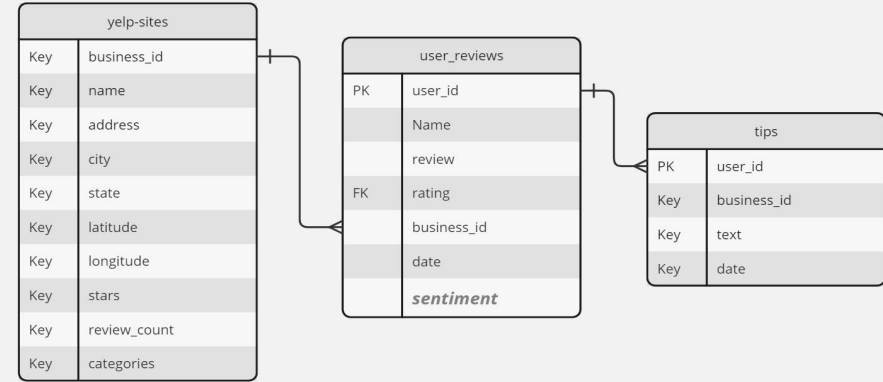 yelp-sites
Key business_id
Key name
Key address
Key city
Key state
Key latitude
Key longitude
Key stars
Key review_count
Key categories
user_reviews
PK user_id
Name
review
FK rating
business_id
date
sentiment
tips
PK user_id
Key business_id
Key text
Key date